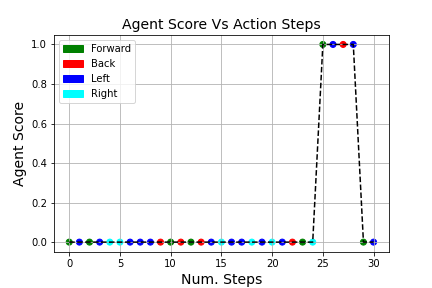 Agent Score Vs Action Steps
1.0
0.8
0.6
0.4
0.2
0.0
Agent Score
Forward
Back
Left
Right
0 5 10 15 20 25 30
Num. Steps